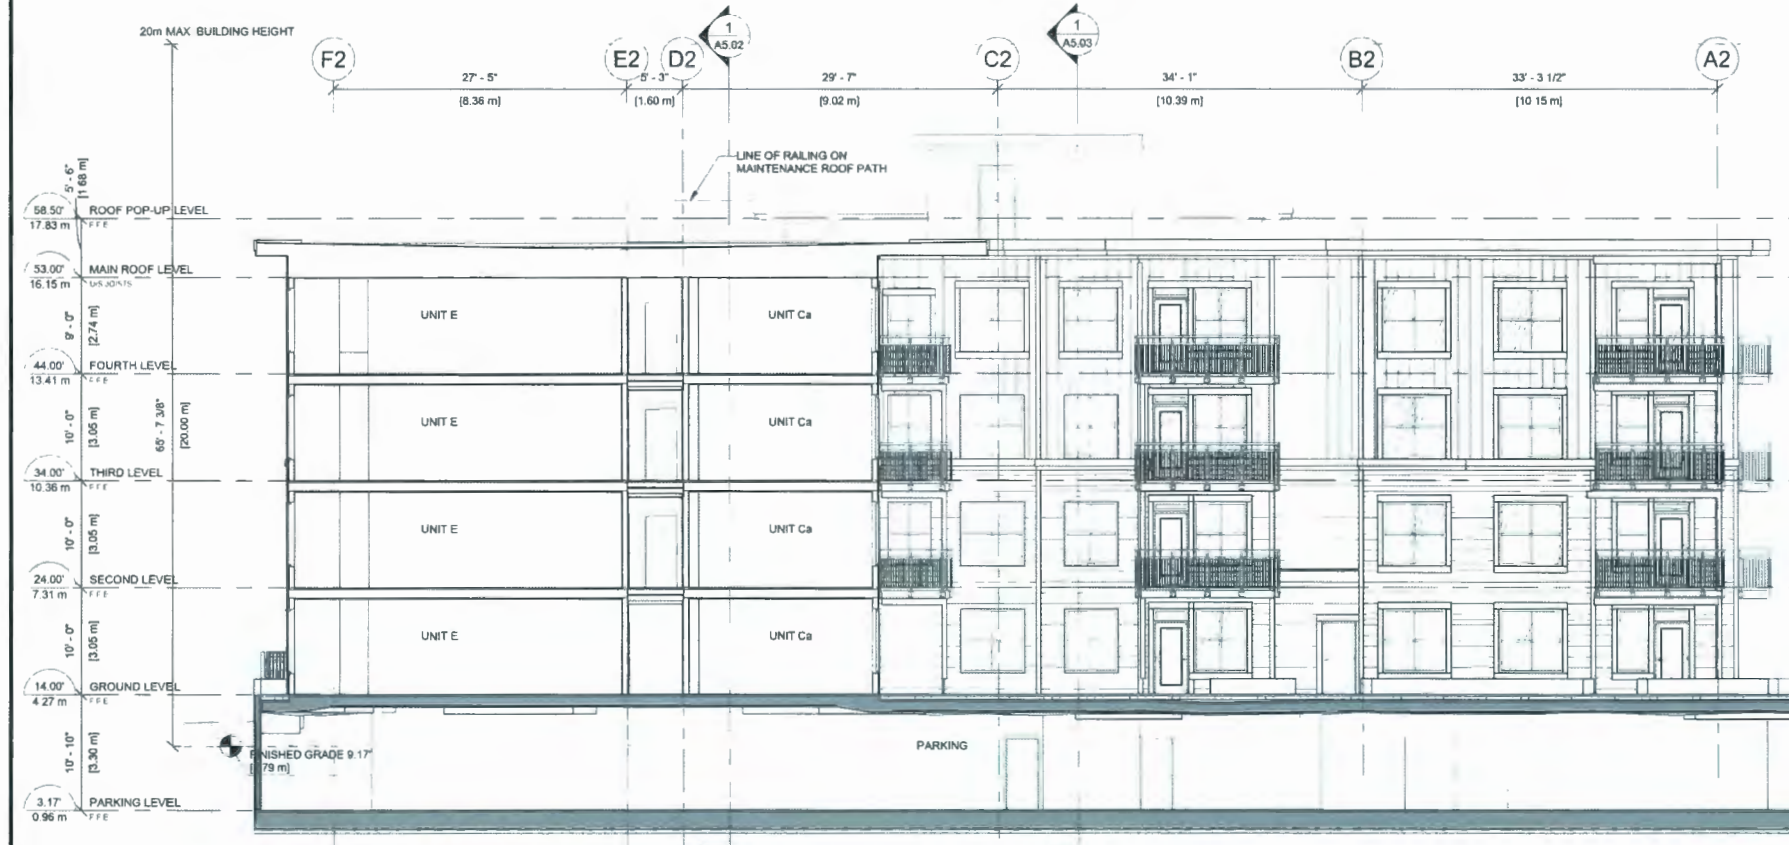 20m MAX BUILDING HEIGHT
1
A5.02
1
A5.03
F2
E2
D2
C2
B2
A2
27' - 5"
5' - 3"
29' - 7"
34' - 1"
33' - 3 1/2"
[8.36 m]
[1.60 m]
[9.02 m]
[10.39 m]
[10.15 m]
LINE OF RAILING ON
MAINTENANCE ROOF PATH
5' - 6"
[1.68 m]
58.50' ROOF POP-UP LEVEL
17.83 m FFE
53.00' MAIN ROOF LEVEL
16.15 m U/S JOISTS
9' - 0"
[2.74 m]
UNIT E
UNIT Ca
44.00' FOURTH LEVEL
13.41 m FFE
10' - 0"
[3.05 m]
65' - 7 3/8"
[20.00 m]
UNIT E
UNIT Ca
34.00' THIRD LEVEL
10.36 m FFE
10' - 0"
[3.05 m]
UNIT E
UNIT Ca
24.00' SECOND LEVEL
7.31 m FFE
10' - 0"
[3.05 m]
UNIT E
UNIT Ca
14.00' GROUND LEVEL
4.27 m FFE
10' - 10"
[3.30 m]
FINISHED GRADE 9.17'
PARKING
3.17' PARKING LEVEL
0.96 m FFE